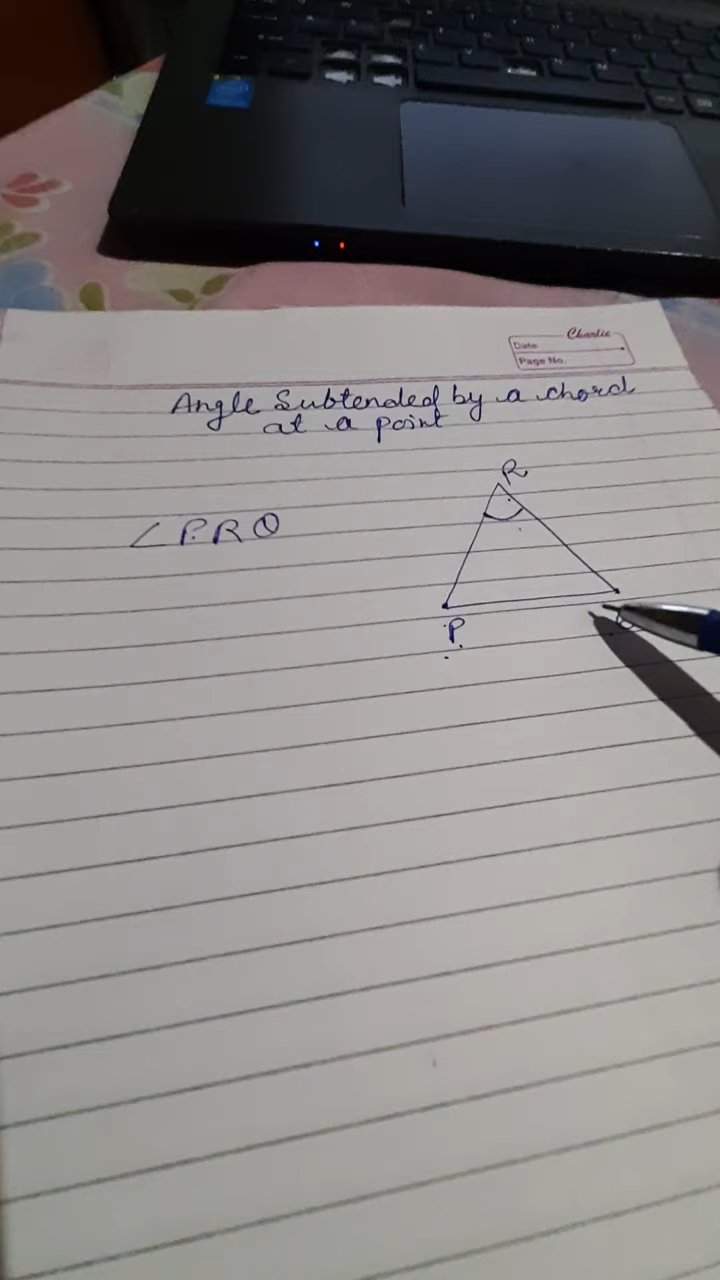 Charlie
Date
Page No.
Angle Subtended by a chord
at a point
R
∠PRQ
P